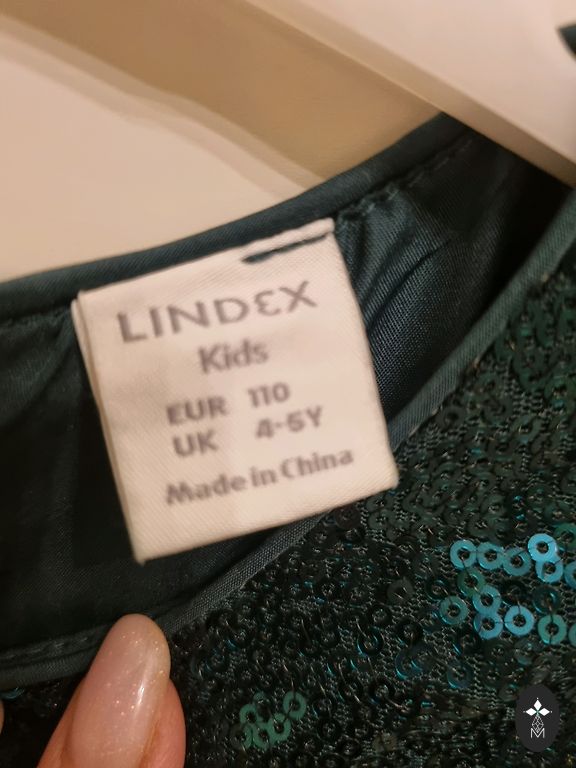 LINDEX
Kids
EUR 110
UK 4-5Y
Made in China
M